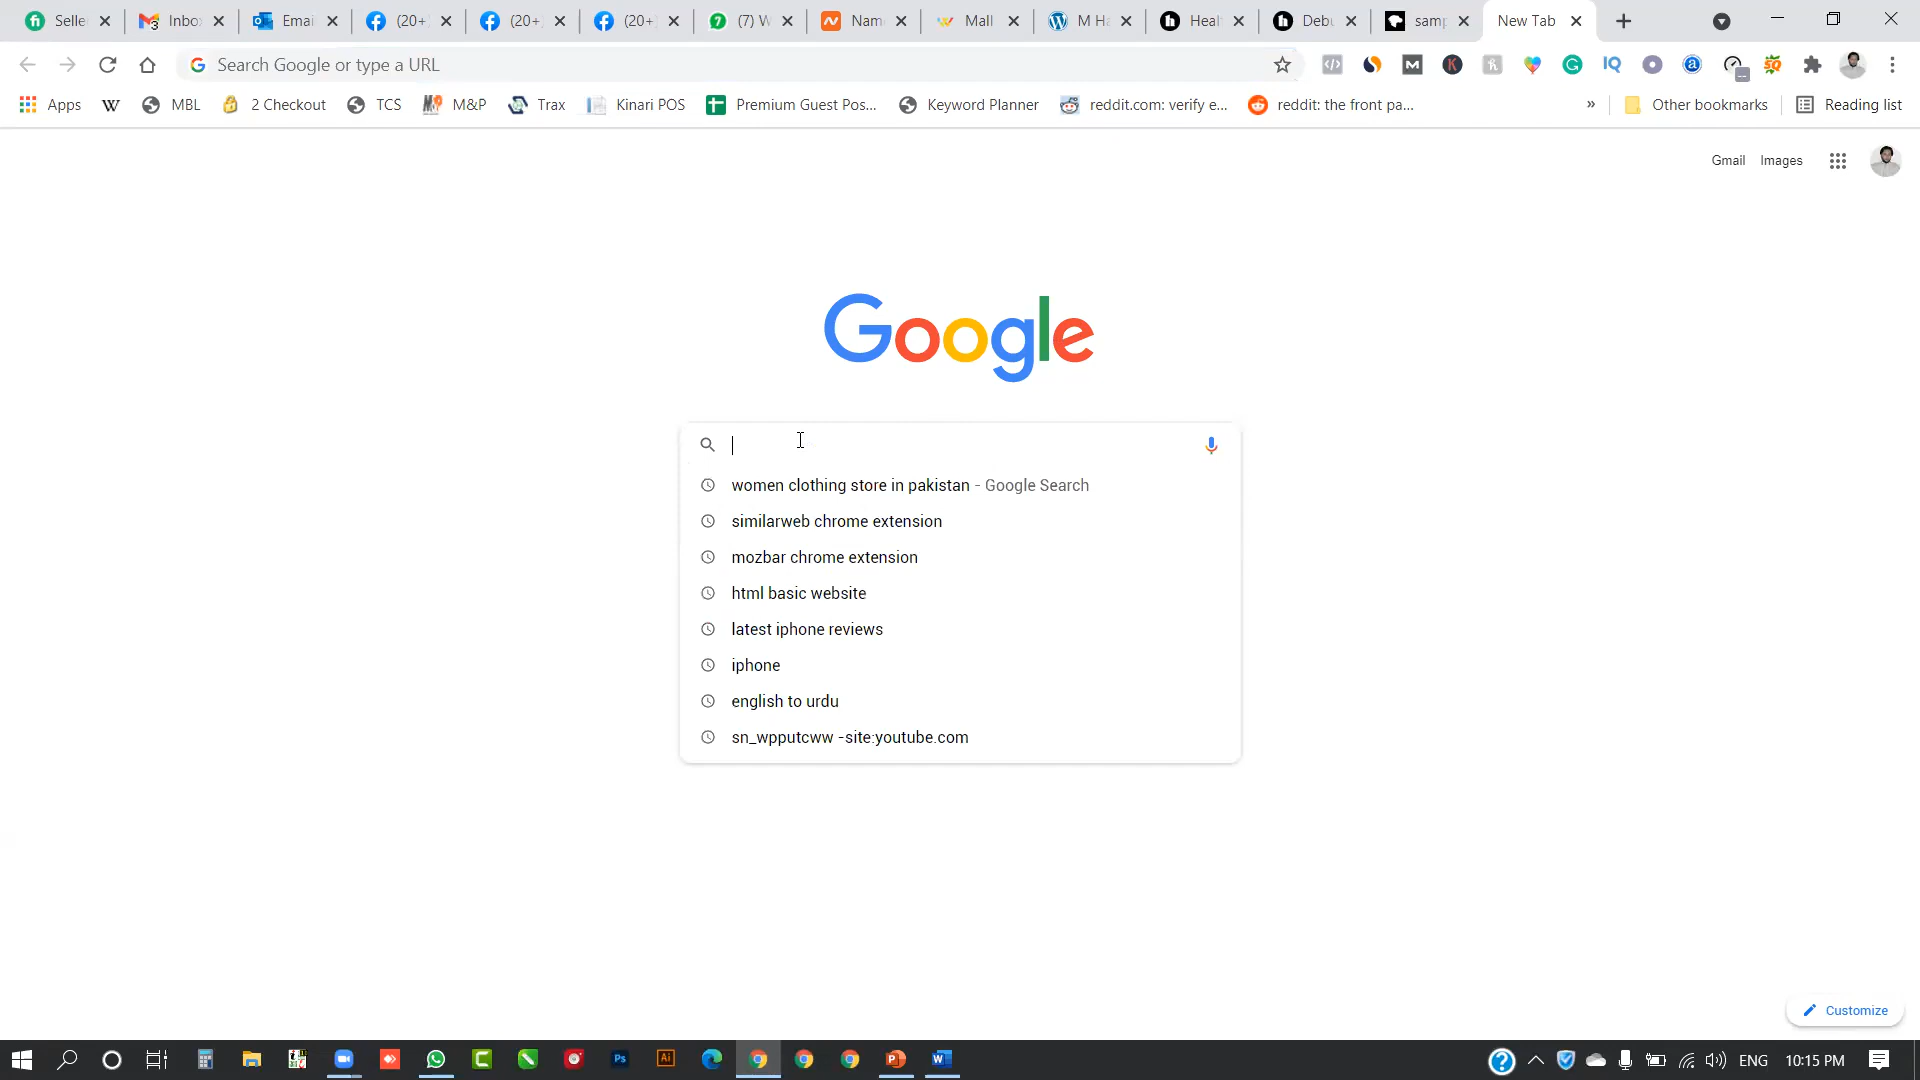 Selle
Inbo
Emai
(20+
(20+
(20+
(7) W
Nam
Mall
M Ha
Heal
Debu
samp
New Tab
Search Google or type a URL
Apps
MBL
2 Checkout
TCS
M&P
Trax
Kinari POS
Premium Guest Pos...
Keyword Planner
reddit.com: verify e...
reddit: the front pa...
»
Other bookmarks
Reading list
Gmail
Images
Google
women clothing store in pakistan - Google Search
similarweb chrome extension
mozbar chrome extension
html basic website
latest iphone reviews
iphone
english to urdu
sn_wpputcww -site:youtube.com
Customize
ENG
10:15 PM